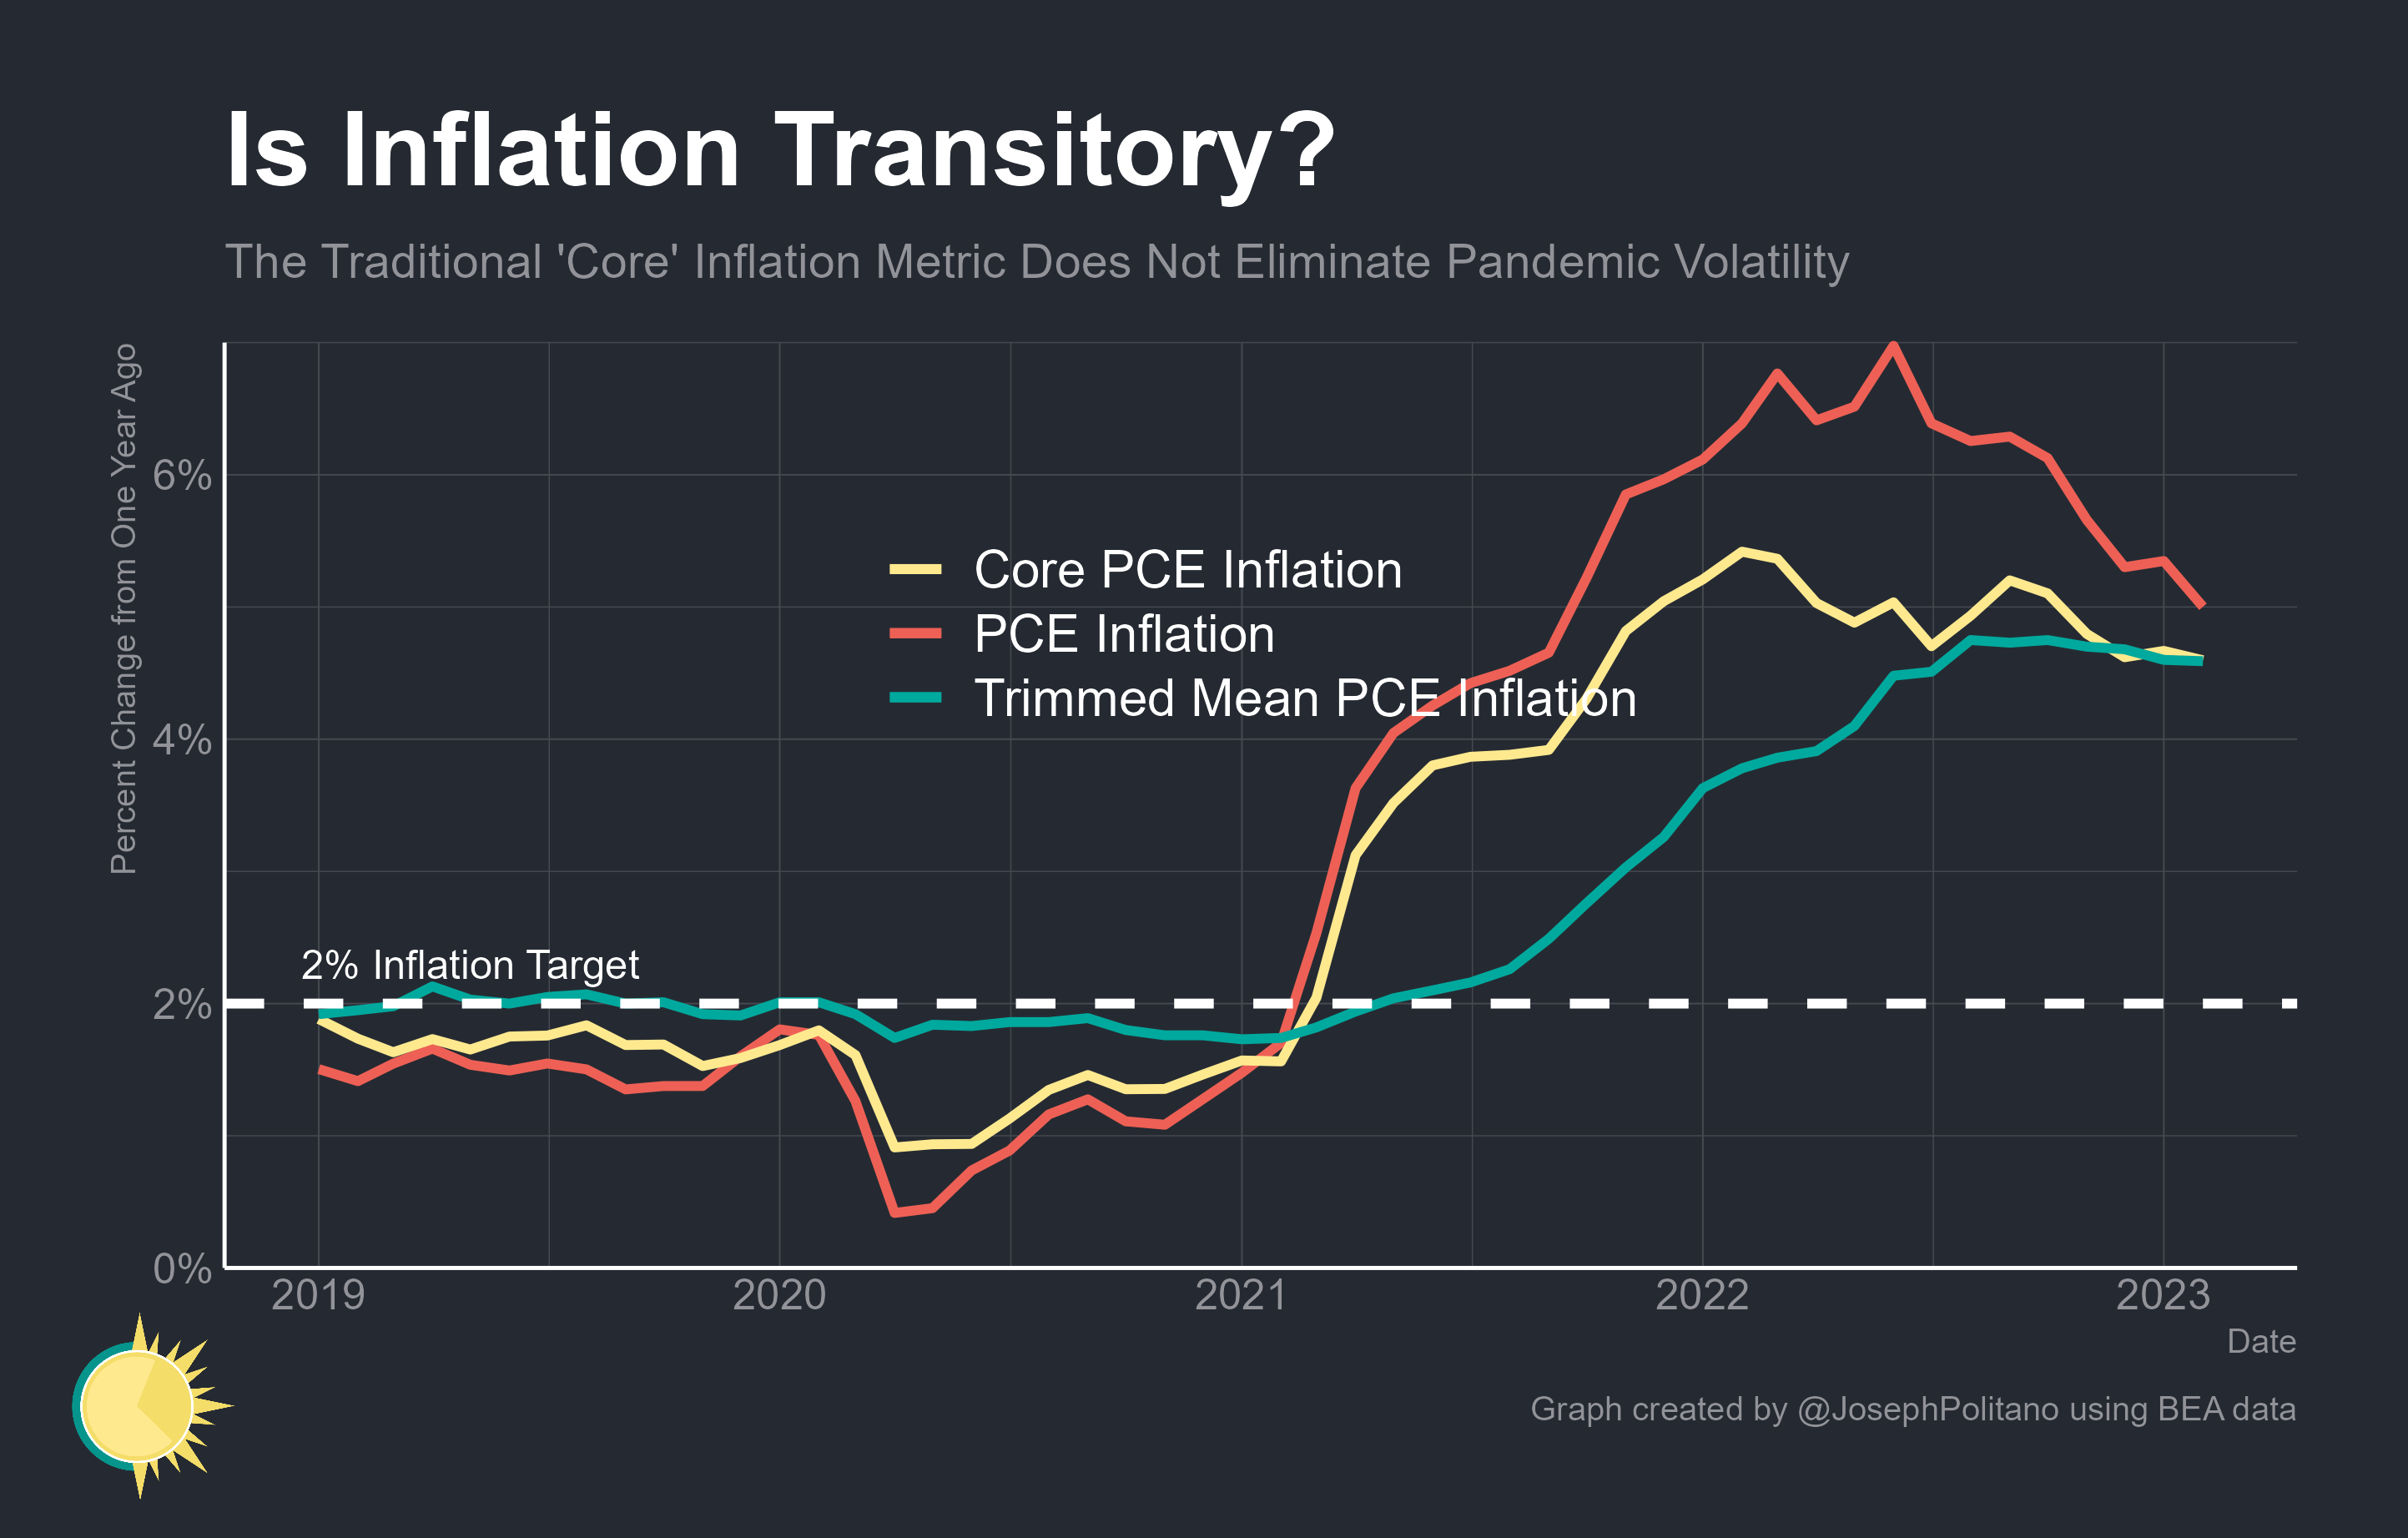 Is Inflation Transitory?
The Traditional 'Core' Inflation Metric Does Not Eliminate Pandemic Volatility
Percent Change from One Year Ago
6%
4%
2%
0%
Core PCE Inflation
PCE Inflation
Trimmed Mean PCE Inflation
2% Inflation Target
2019
2020
2021
2022
2023
Date
Graph created by @JosephPolitano using BEA data